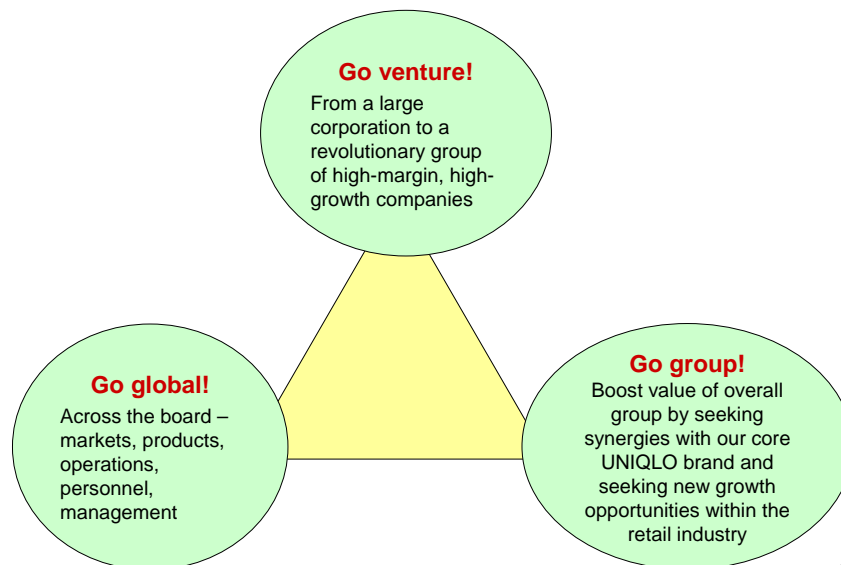 Go venture!
From a large
corporation to a
revolutionary group
of high-margin, high-
growth companies
Go global!
Across the board –
markets, products,
operations,
personnel,
management
Go group!
Boost value of overall
group by seeking
synergies with our core
UNIQLO brand and
seeking new growth
opportunities within the
retail industry